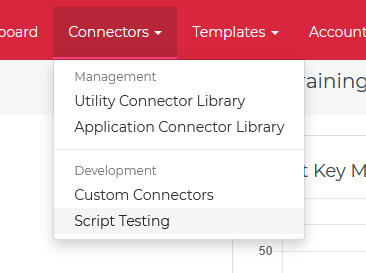 board Connectors Templates Account
Management
raining
Utility Connector Library
Application Connector Library
Development
t Key M
Custom Connectors
Script Testing
50